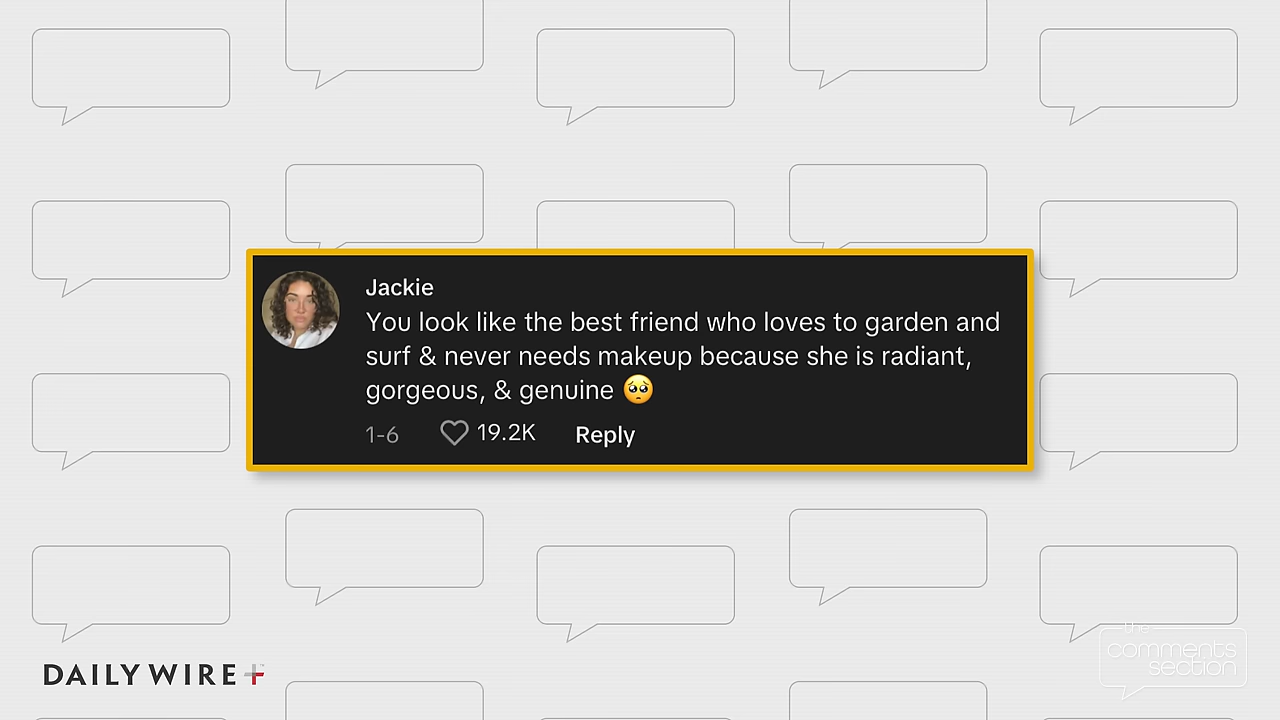 Jackie
You look like the best friend who loves to garden and
surf & never needs makeup because she is radiant,
gorgeous, & genuine 🥺
1-6 19.2K Reply
DAILY WIRE+
the
comments
section